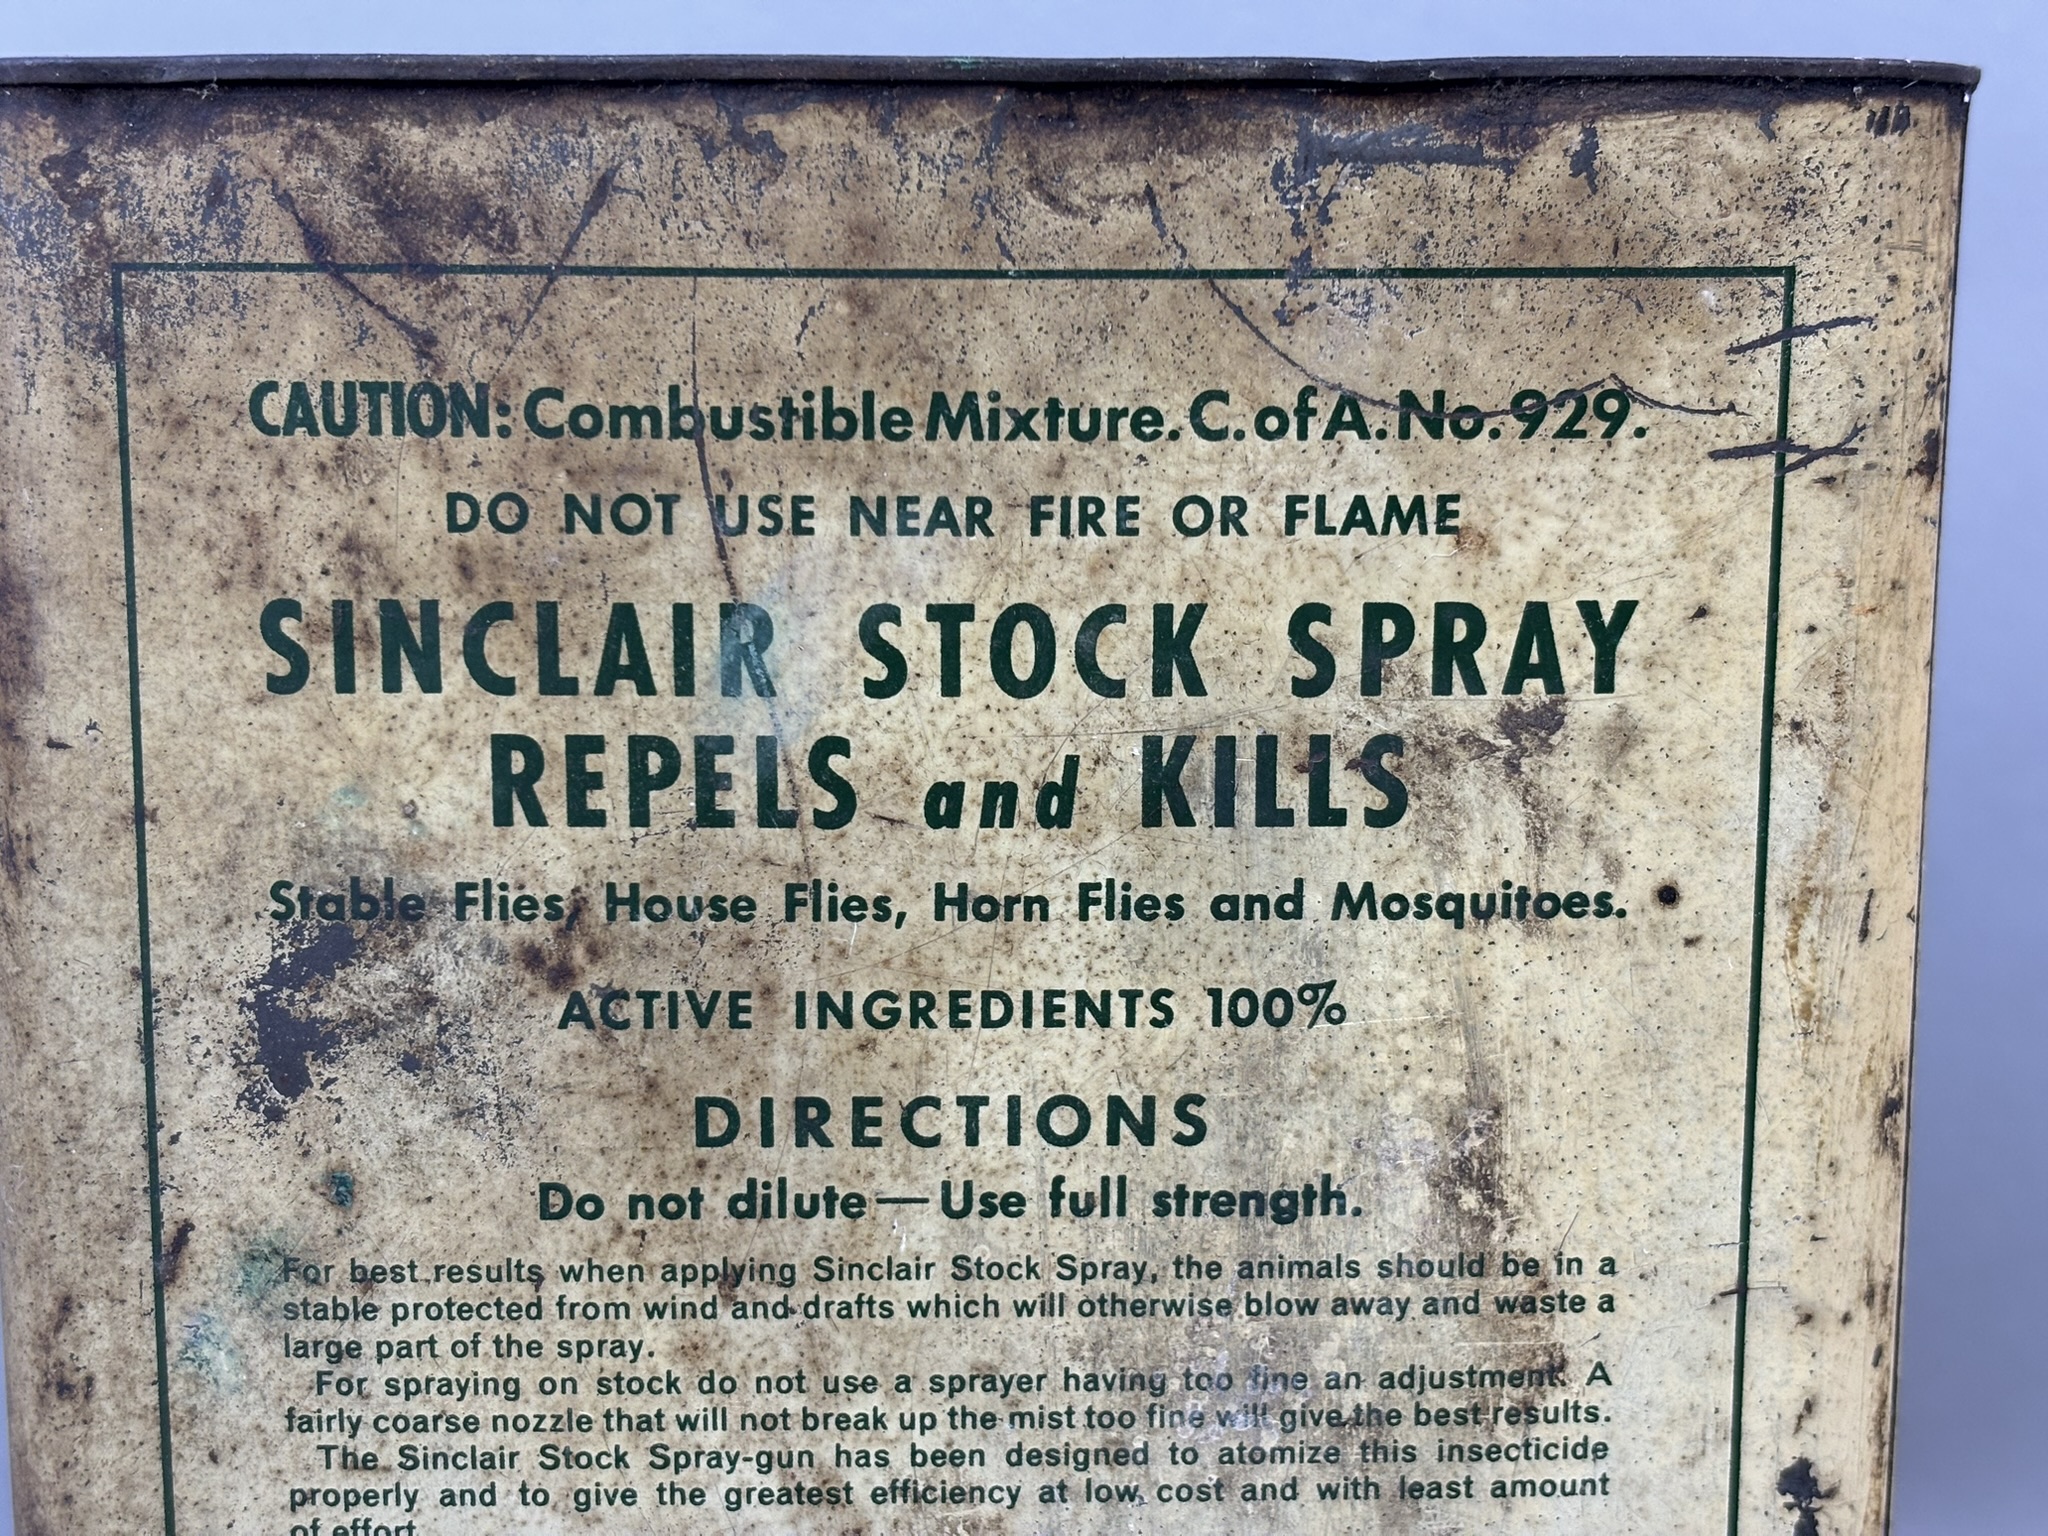 CAUTION: Combustible Mixture. C. of A. No. 929.
DO NOT USE NEAR FIRE OR FLAME
SINCLAIR STOCK SPRAY
REPELS and KILLS
Stable Flies, House Flies, Horn Flies and Mosquitoes.
ACTIVE INGREDIENTS 100%
DIRECTIONS
Do not dilute—Use full strength.
For best results when applying Sinclair Stock Spray, the animals should be in a
stable protected from wind and drafts which will otherwise blow away and waste a
large part of the spray.
For spraying on stock do not use a sprayer having too fine an adjustment. A
fairly coarse nozzle that will not break up the mist too fine will give the best results.
The Sinclair Stock Spray-gun has been designed to atomize this insecticide
properly and to give the greatest efficiency at low cost and with least amount
of effort.